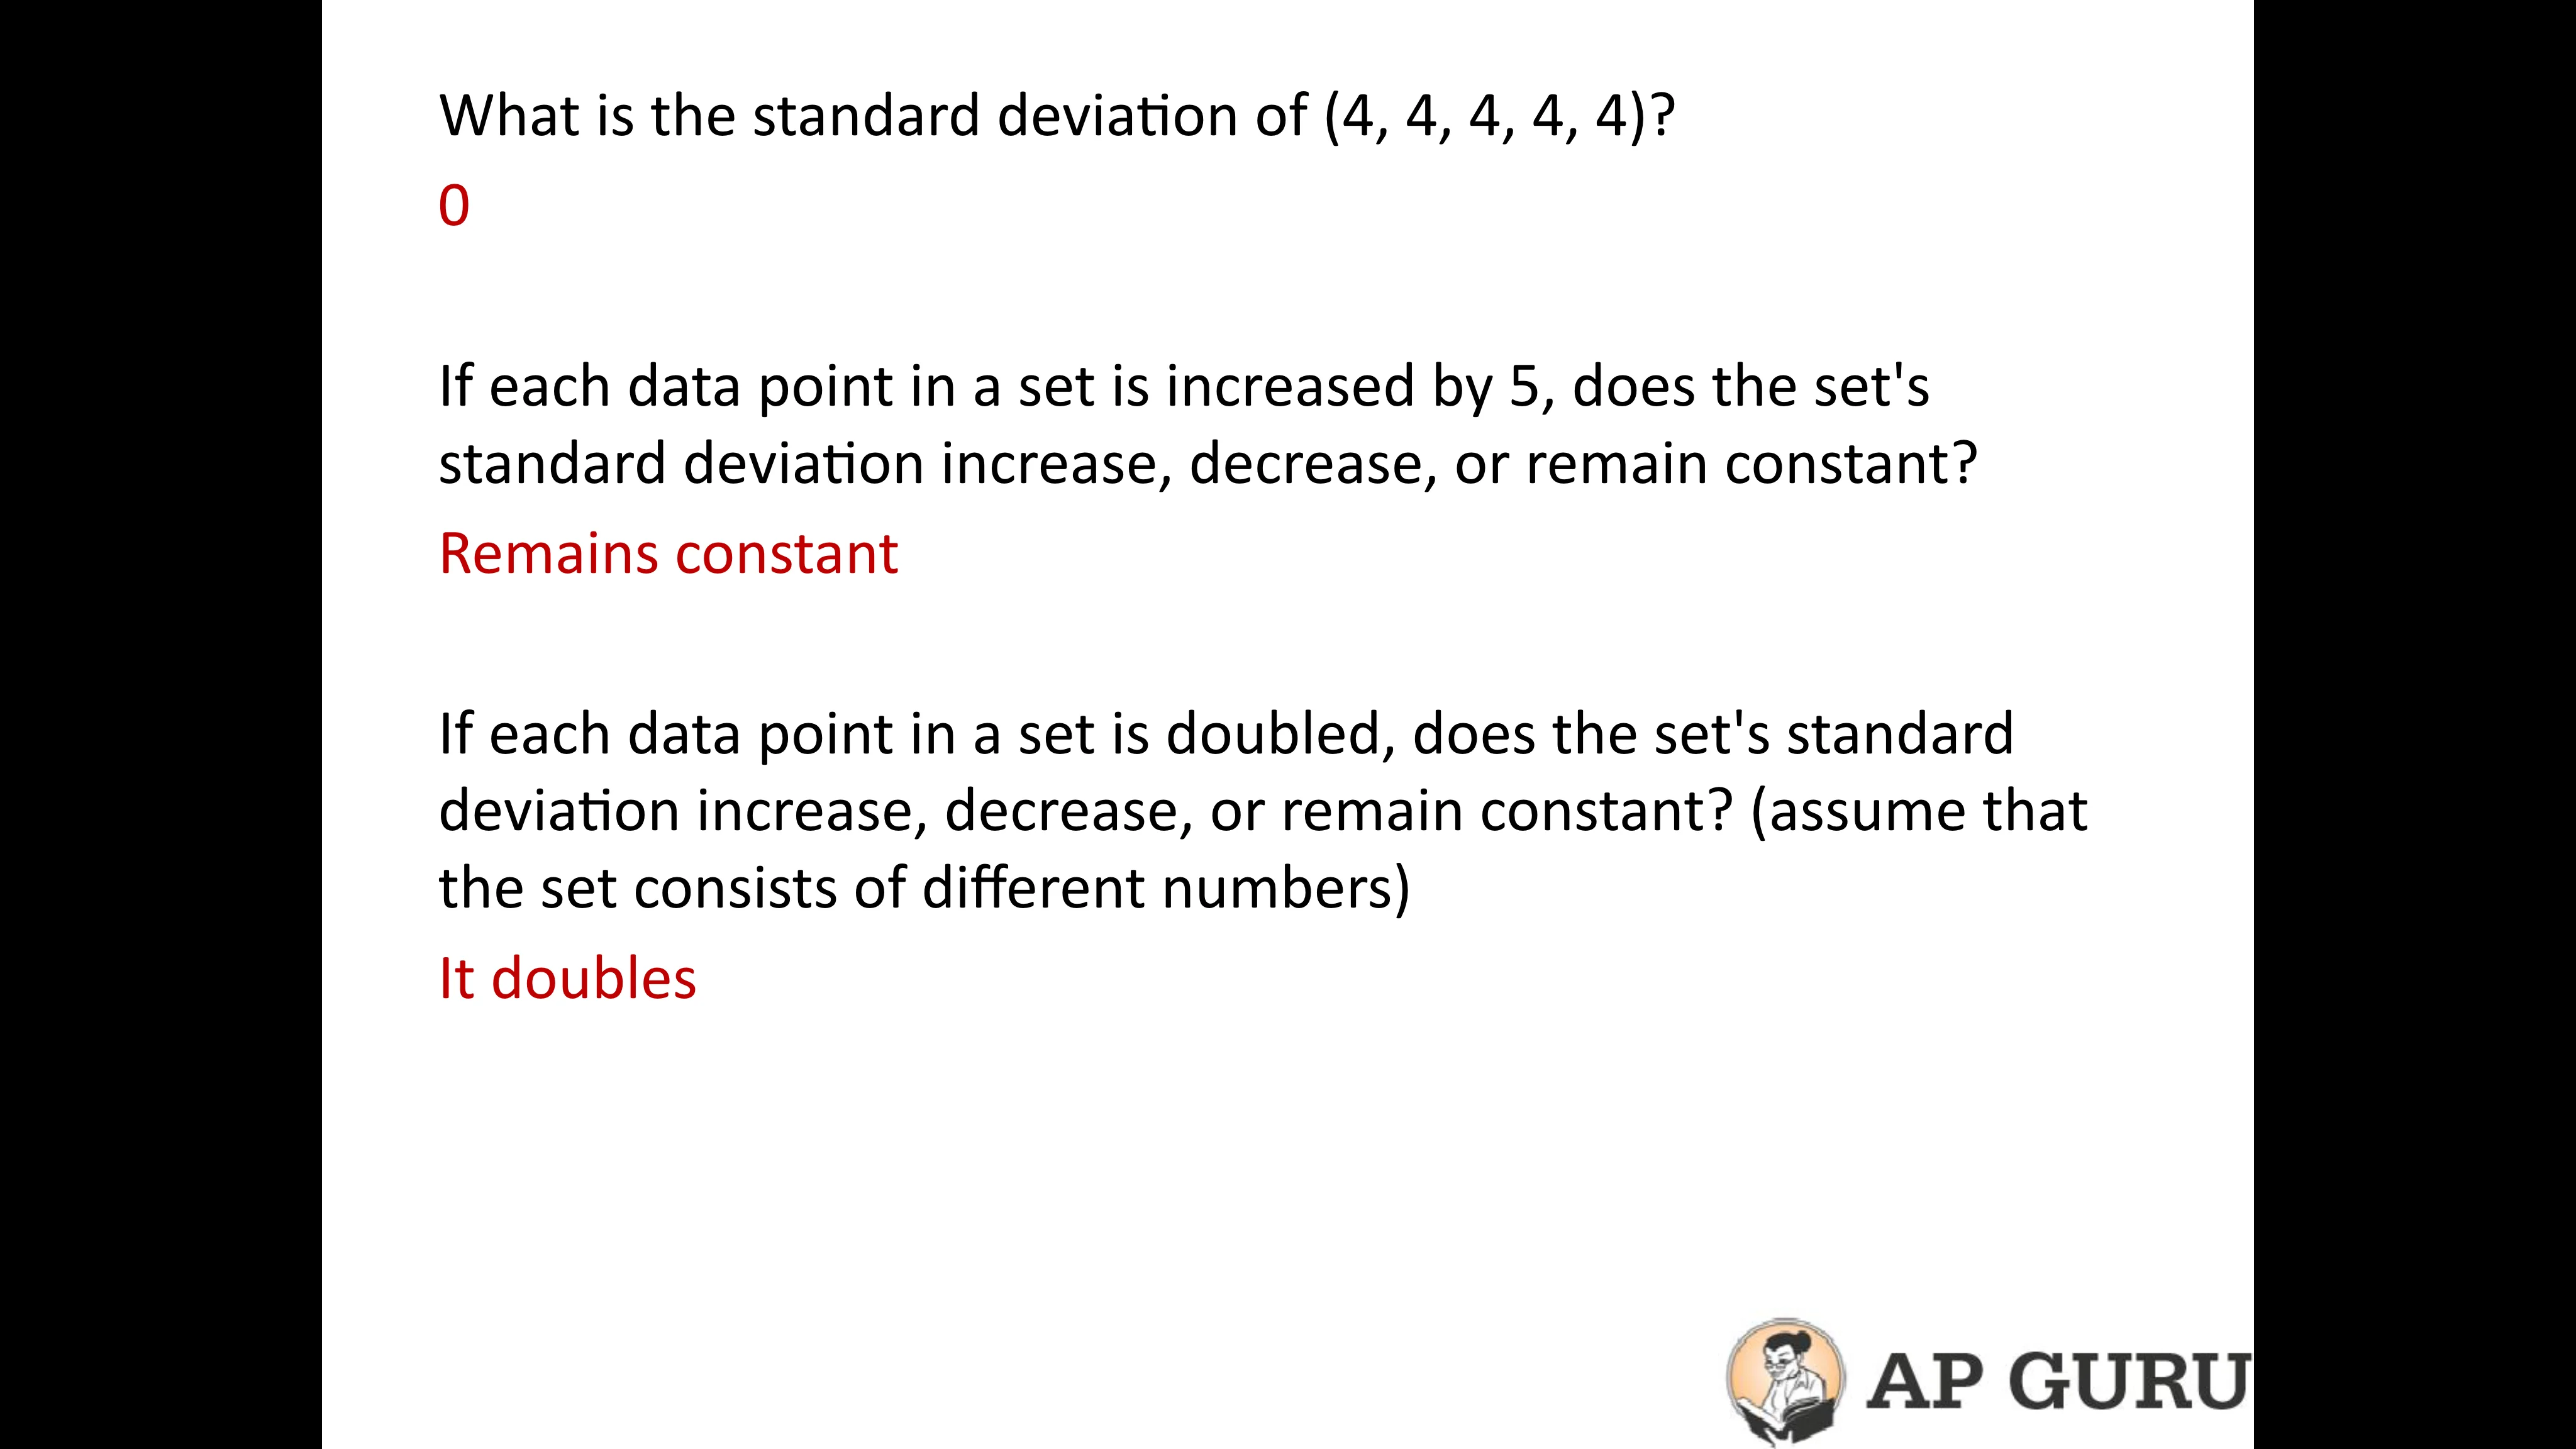 What is the standard deviation of (4, 4, 4, 4, 4)?
0
If each data point in a set is increased by 5, does the set's
standard deviation increase, decrease, or remain constant?
Remains constant
If each data point in a set is doubled, does the set's standard
deviation increase, decrease, or remain constant? (assume that
the set consists of different numbers)
It doubles
AP GURU